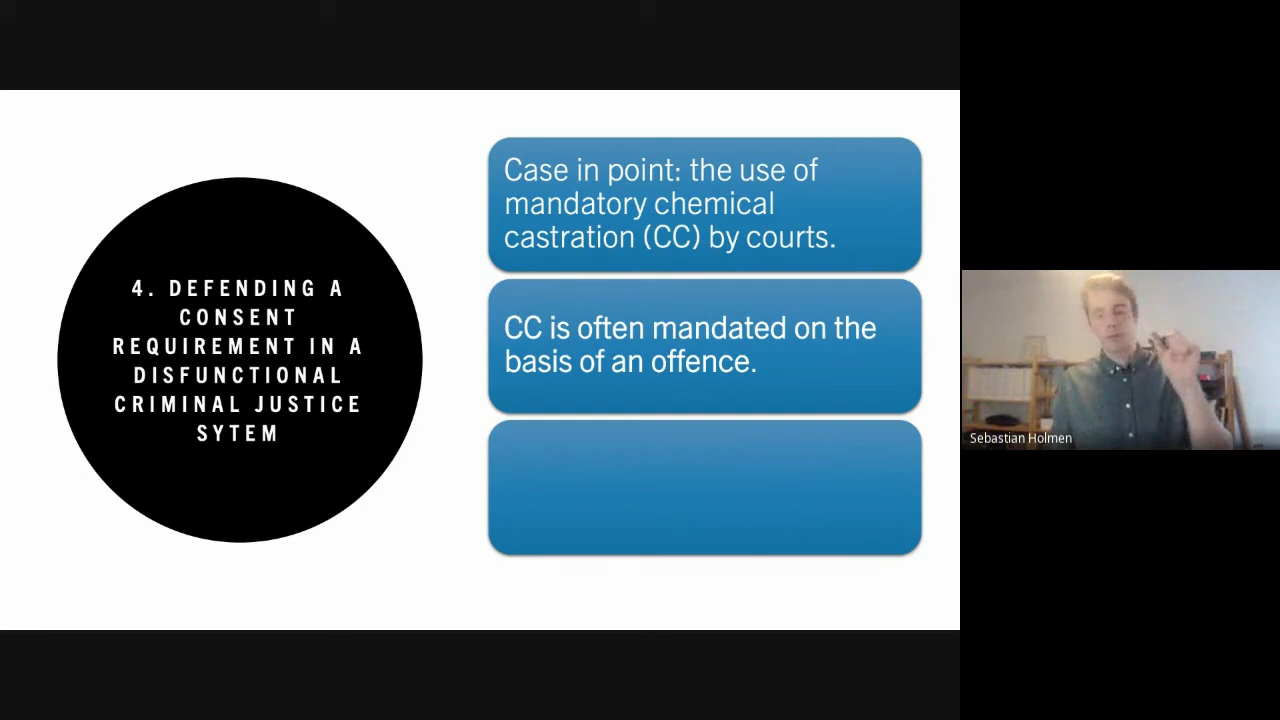 4. DEFENDING A
CONSENT
REQUIREMENT IN A
DISFUNCTIONAL
CRIMINAL JUSTICE
SYTEM
Case in point: the use of
mandatory chemical
castration (CC) by courts.
CC is often mandated on the
basis of an offence.
Sebastian Holmen